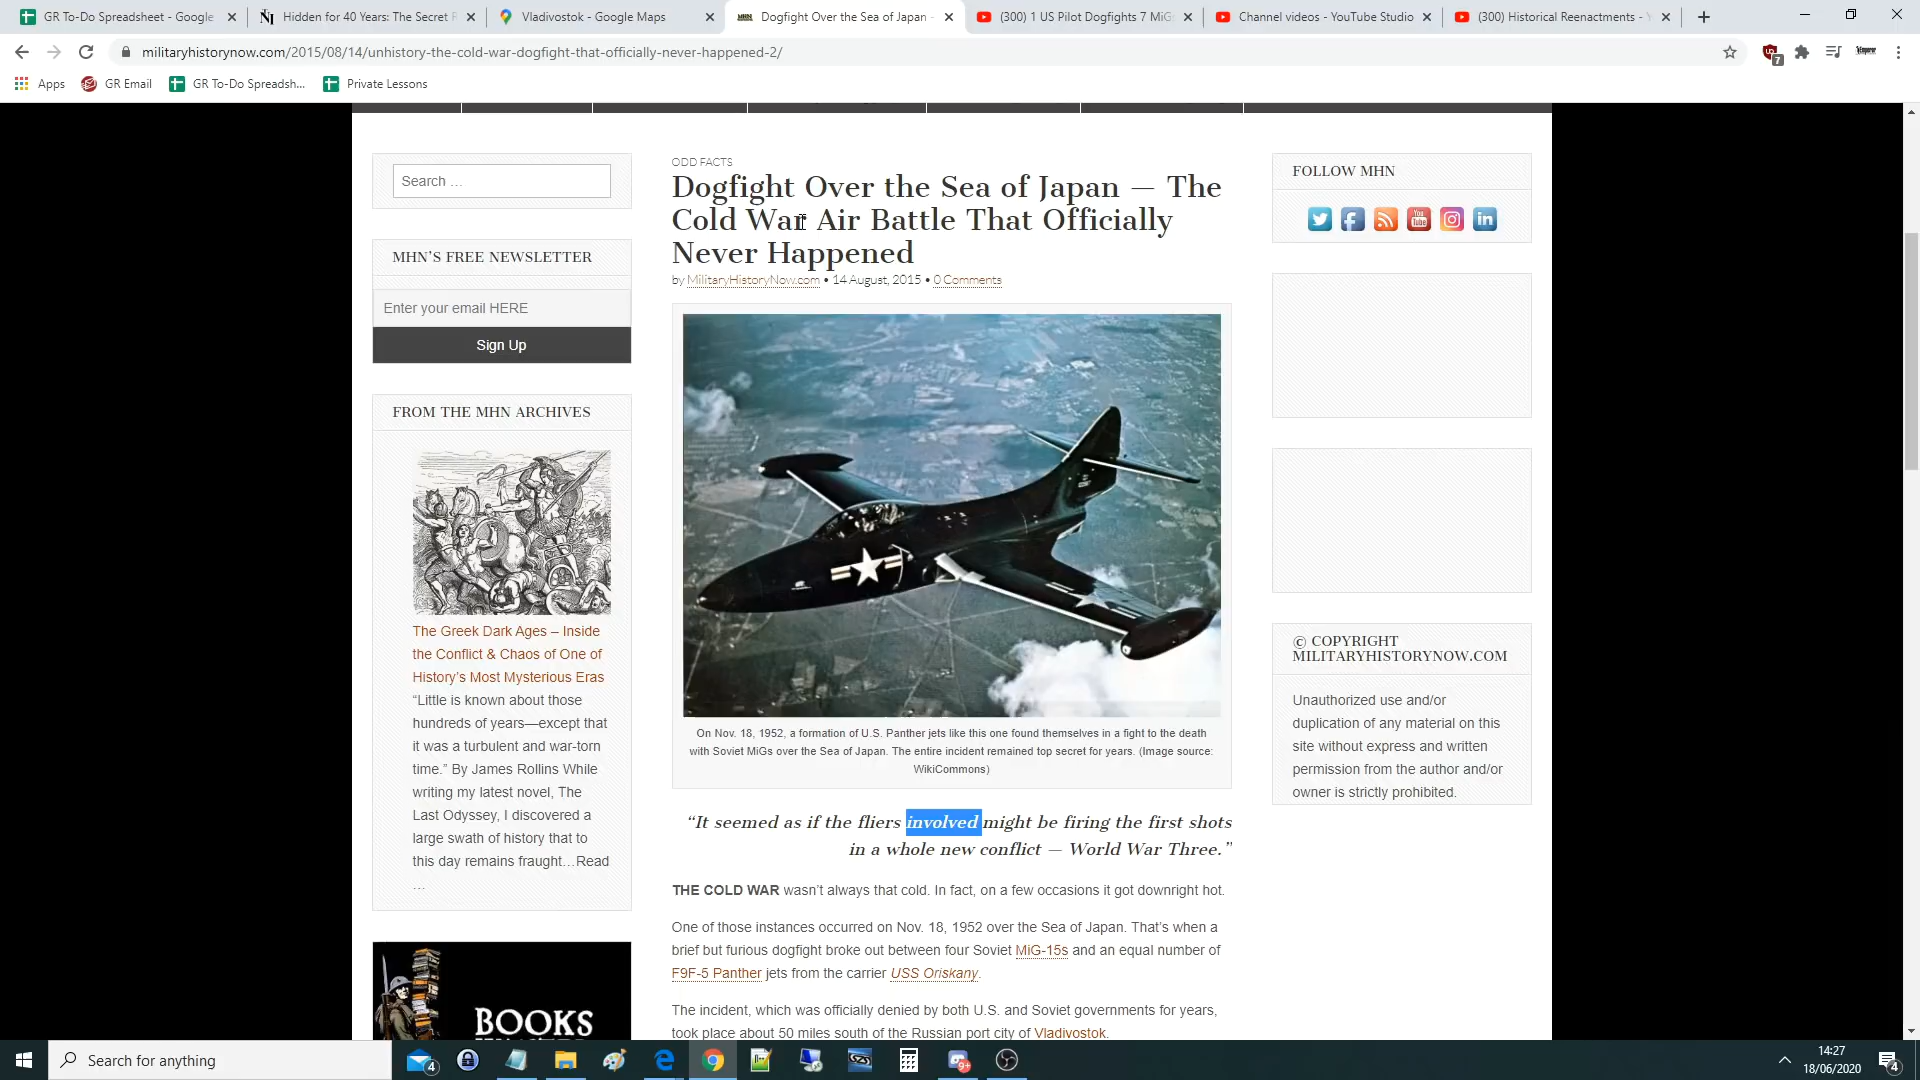 GR To-Do Spreadsheet - Google
Hidden for 40 Years: The Secret
Vladivostok - Google Maps
Dogfight Over the Sea of Japan
(300) 1 US Pilot Dogfights 7 MiG
Channel videos - YouTube Studio
(300) Historical Reenactments -
militaryhistorynow.com/2015/08/14/unhistory-the-cold-war-dogfight-that-officially-never-happened-2/
7
Apps
GR Email
GR To-Do Spreadsh...
Private Lessons
Search …
MHN'S FREE NEWSLETTER
Enter your email HERE
Sign Up
FROM THE MHN ARCHIVES
The Greek Dark Ages – Inside
the Conflict & Chaos of One of
History's Most Mysterious Eras
“Little is known about those
hundreds of years—except that
it was a turbulent and war-torn
time.” By James Rollins While
writing my latest novel, The
Last Odyssey, I discovered a
large swath of history that to
this day remains fraught…Read
…
BOOKS
ODD FACTS
Dogfight Over the Sea of Japan — The
Cold War Air Battle That Officially
Never Happened
by MilitaryHistoryNow.com • 14 August, 2015 • 0 Comments
On Nov. 18, 1952, a formation of U.S. Panther jets like this one found themselves in a fight to the death
with Soviet MiGs over the Sea of Japan. The entire incident remained top secret for years. (Image source:
WikiCommons)
“It seemed as if the fliers involved might be firing the first shots
in a whole new conflict — World War Three.”
THE COLD WAR wasn't always that cold. In fact, on a few occasions it got downright hot.
One of those instances occurred on Nov. 18, 1952 over the Sea of Japan. That's when a
brief but furious dogfight broke out between four Soviet MiG-15s and an equal number of
F9F-5 Panther jets from the carrier USS Oriskany.
The incident, which was officially denied by both U.S. and Soviet governments for years,
took place about 50 miles south of the Russian port city of Vladivostok.
FOLLOW MHN
© COPYRIGHT
MILITARYHISTORYNOW.COM
Unauthorized use and/or
duplication of any material on this
site without express and written
permission from the author and/or
owner is strictly prohibited.
Search for anything
4
9+
14:27
18/06/2020
4